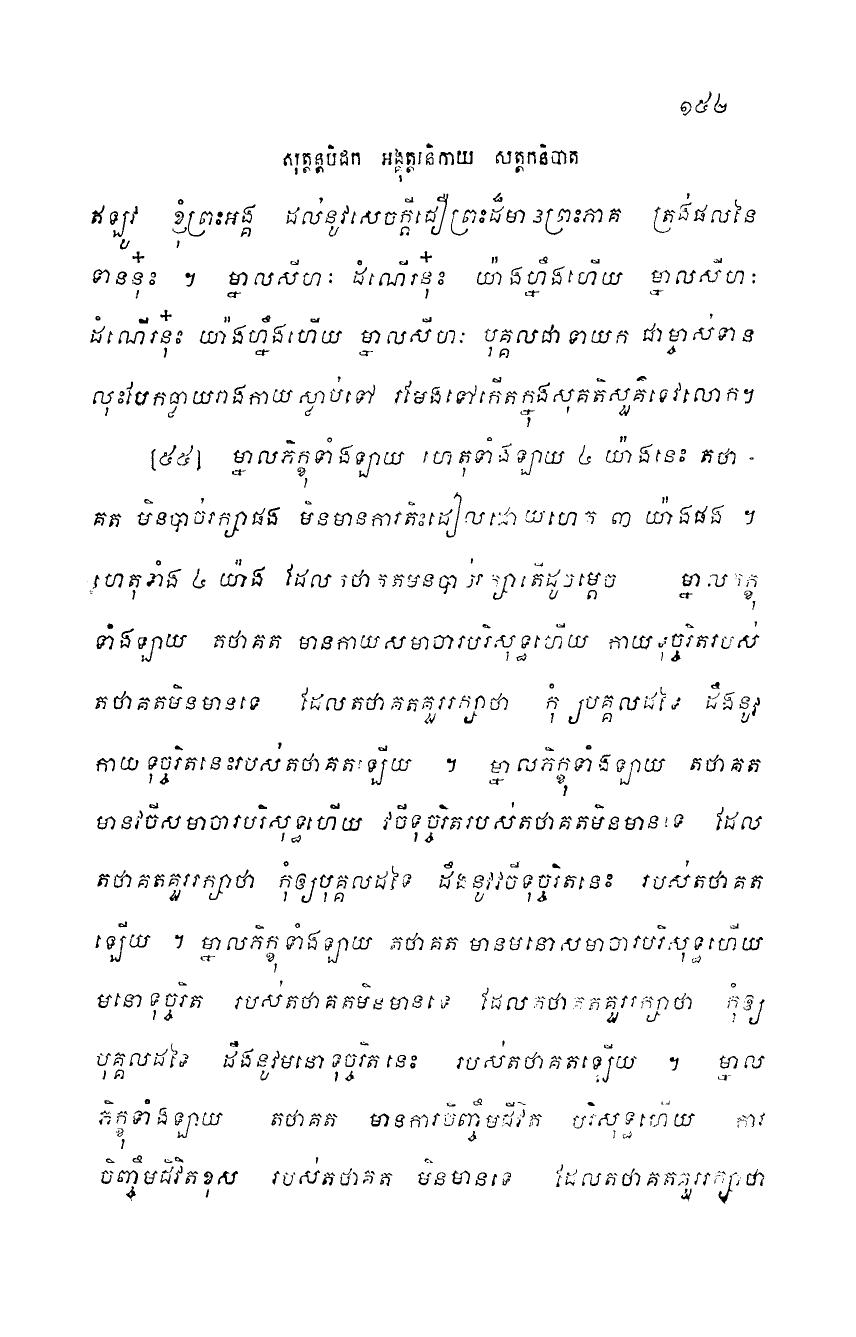 ១៥២
សុត្តន្តបិដក អង្គុត្តរនិកាយ សត្តកនិបាត
ឥឡូវ ខ្ញុំព្រះអង្គ ដល់នូវសេចក្តីជឿព្រះដ៏មានព្រះភាគ ត្រង់ផលនៃ
ទាននុ៎ះ ។ ម្នាលសីហៈ ដំណើរនុ៎ះ យ៉ាងហ្នឹងហើយ ម្នាលសីហៈ
ដំណើរនុ៎ះ យ៉ាងហ្នឹងហើយ ម្នាលសីហៈ បុគ្គលជាទាយក ជាម្ចាស់ទាន
លុះបែកធ្លាយរាងកាយស្លាប់ទៅ រមែងទៅកើតក្នុងសុគតិសួគ៌ទេវលោក។
[៥៥] ម្នាលភិក្ខុទាំងឡាយ ហេតុទាំងឡាយ ៤ យ៉ាងនេះ តថា-
គត មិនបាច់រក្សាផង មិនមានការតិះដៀលដោយហេតុ ៣ យ៉ាងផង ។
ហេតុទាំង ៤ យ៉ាង ដែលតថាគតមិនបាច់រក្សាតើដូចម្តេច ម្នាលភិក្ខុ
ទាំងឡាយ តថាគត មានកាយសមាចារបរិសុទ្ធហើយ កាយទុច្ចរិតរបស់
តថាគតមិនមានទេ ដែលតថាគតគួររក្សាថា កុំឲ្យបុគ្គលដទៃ ដឹងនូវ
កាយទុច្ចរិតនេះរបស់តថាគតឡើយ ។ ម្នាលភិក្ខុទាំងឡាយ តថាគត
មានវចីសមាចារបរិសុទ្ធហើយ វចីទុច្ចរិតរបស់តថាគតមិនមានទេ ដែល
តថាគតគួររក្សាថា កុំឲ្យបុគ្គលដទៃ ដឹងនូវវចីទុច្ចរិតនេះ របស់តថាគត
ឡើយ ។ ម្នាលភិក្ខុទាំងឡាយ តថាគត មានមនោសមាចារបរិសុទ្ធហើយ
មនោទុច្ចរិត របស់តថាគតមិនមានទេ ដែលតថាគតគួររក្សាថា កុំឲ្យ
បុគ្គលដទៃ ដឹងនូវមនោទុច្ចរិតនេះ របស់តថាគតឡើយ ។ ម្នាល
ភិក្ខុទាំងឡាយ តថាគត មានការចិញ្ចឹមជីវិត បរិសុទ្ធហើយ ការ
ចិញ្ចឹមជីវិតខុស របស់តថាគត មិនមានទេ ដែលតថាគតគួររក្សាថា